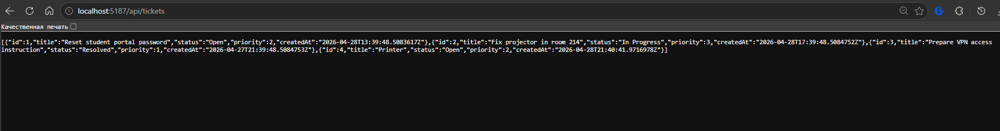 localhost:5187/api/tickets
Качественная печать
[{"id":1,"title":"Reset student portal password","status":"Open","priority":2,"createdAt":"2026-04-28T13:39:48.5083617Z"},{"id":2,"title":"Fix projector in room 214","status":"In Progress","priority":3,"createdAt":"2026-04-28T17:39:48.5084752Z"},{"id":3,"title":"Prepare VPN access
instruction","status":"Resolved","priority":1,"createdAt":"2026-04-27T21:39:48.5084753Z"},{"id":4,"title":"Printer","status":"Open","priority":2,"createdAt":"2026-04-28T21:40:41.9716978Z"}]